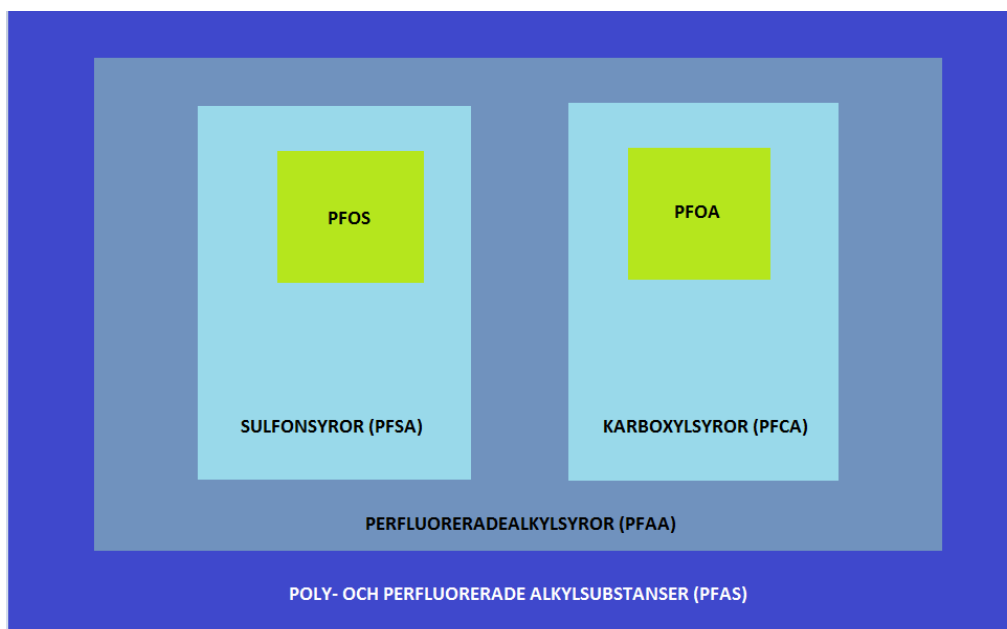 PFOS
PFOA
SULFONSYROR (PFSA)
KARBOXYLSYROR (PFCA)
PERFLUORERADEALKYLSYROR (PFAA)
POLY- OCH PERFLUORERADE ALKYLSUBSTANSER (PFAS)